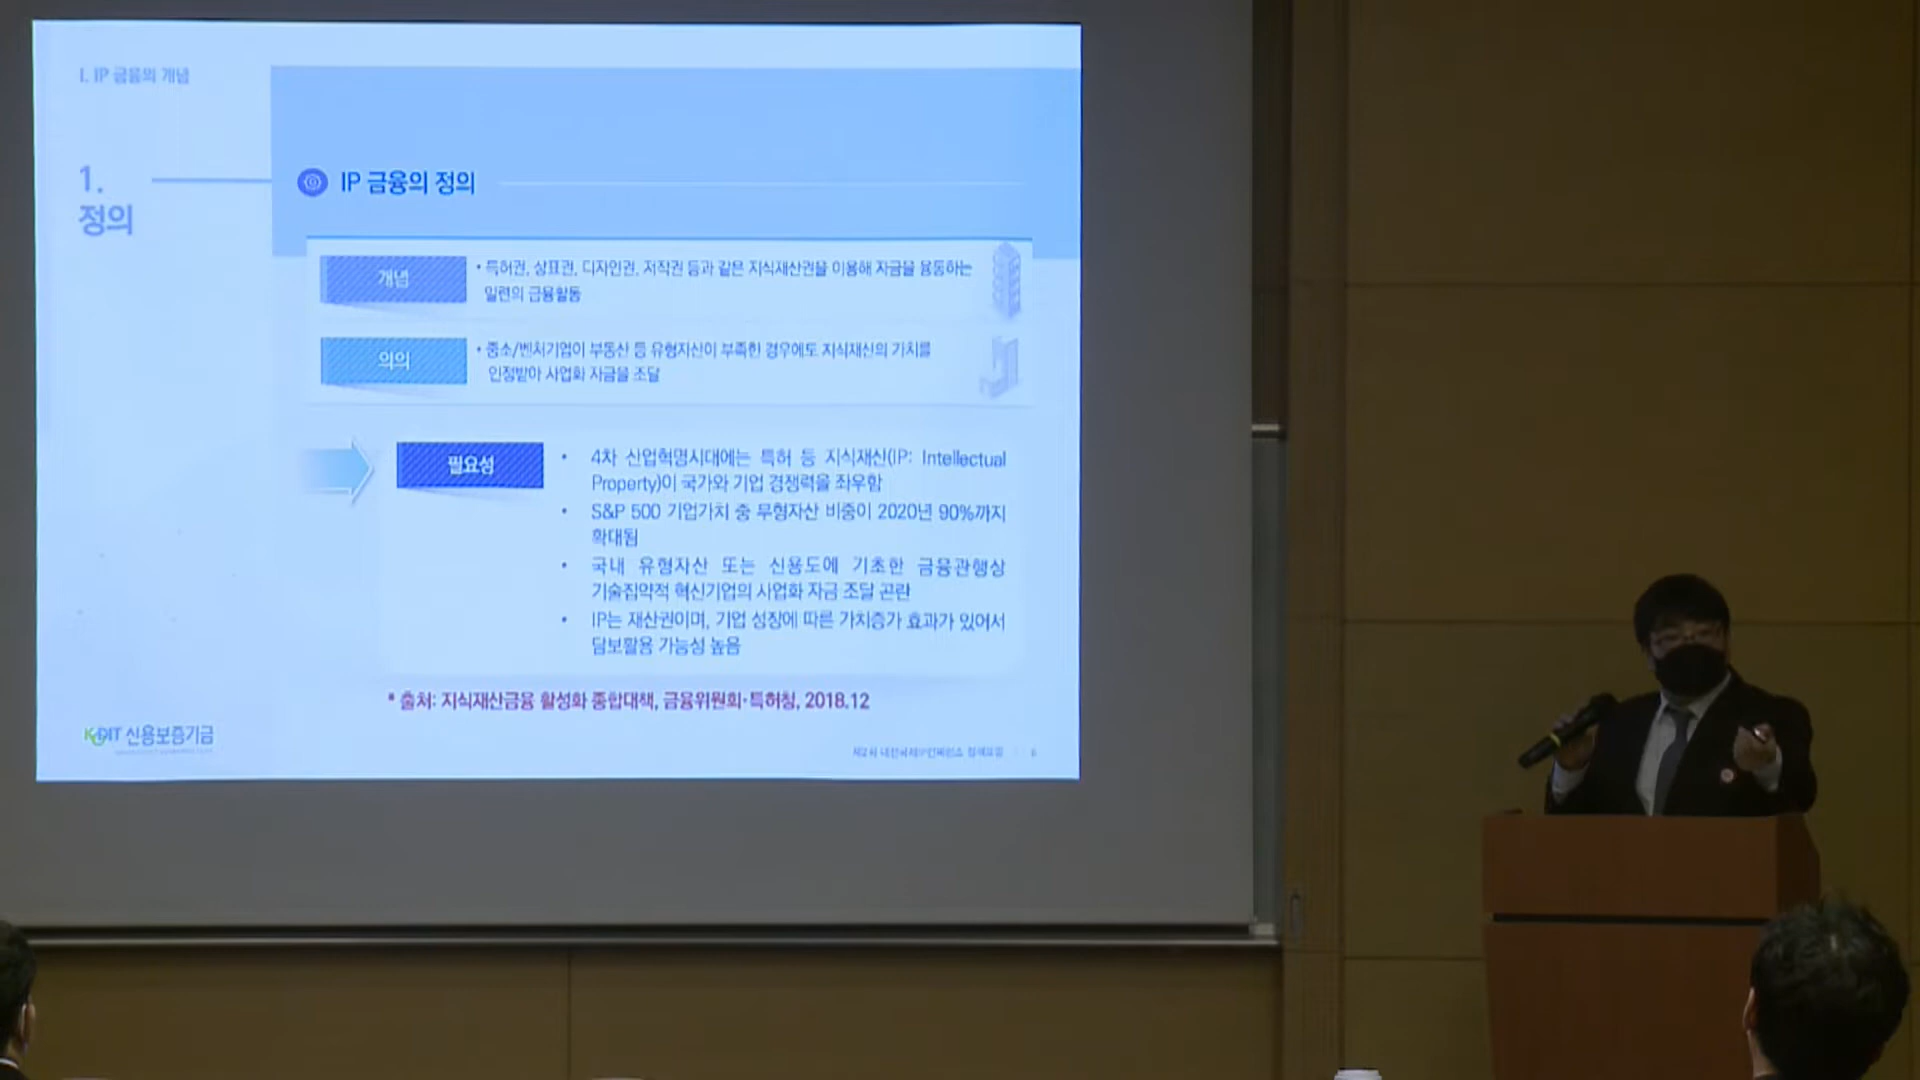 I. IP 금융의 개념
1.
정의
IP 금융의 정의
개념
• 특허권, 상표권, 디자인권, 저작권 등과 같은 지식재산권을 이용해 자금을 융통하는
일련의 금융활동
의의
• 중소/벤처기업이 부동산 등 유형자산이 부족한 경우에도 지식재산의 가치를
인정받아 사업화 자금을 조달
필요성
• 4차 산업혁명시대에는 특허 등 지식재산(IP: Intellectual
Property)이 국가와 기업 경쟁력을 좌우함
• S&P 500 기업가치 중 무형자산 비중이 2020년 90%까지
확대됨
• 국내 유형자산 또는 신용도에 기초한 금융관행상
기술집약적 혁신기업의 사업화 자금 조달 곤란
• IP는 재산권이며, 기업 성장에 따른 가치증가 효과가 있어서
담보활용 가능성 높음
* 출처: 지식재산금융 활성화 종합대책, 금융위원회·특허청, 2018.12
KODIT 신용보증기금
제2회 대전국제IP컨퍼런스
6